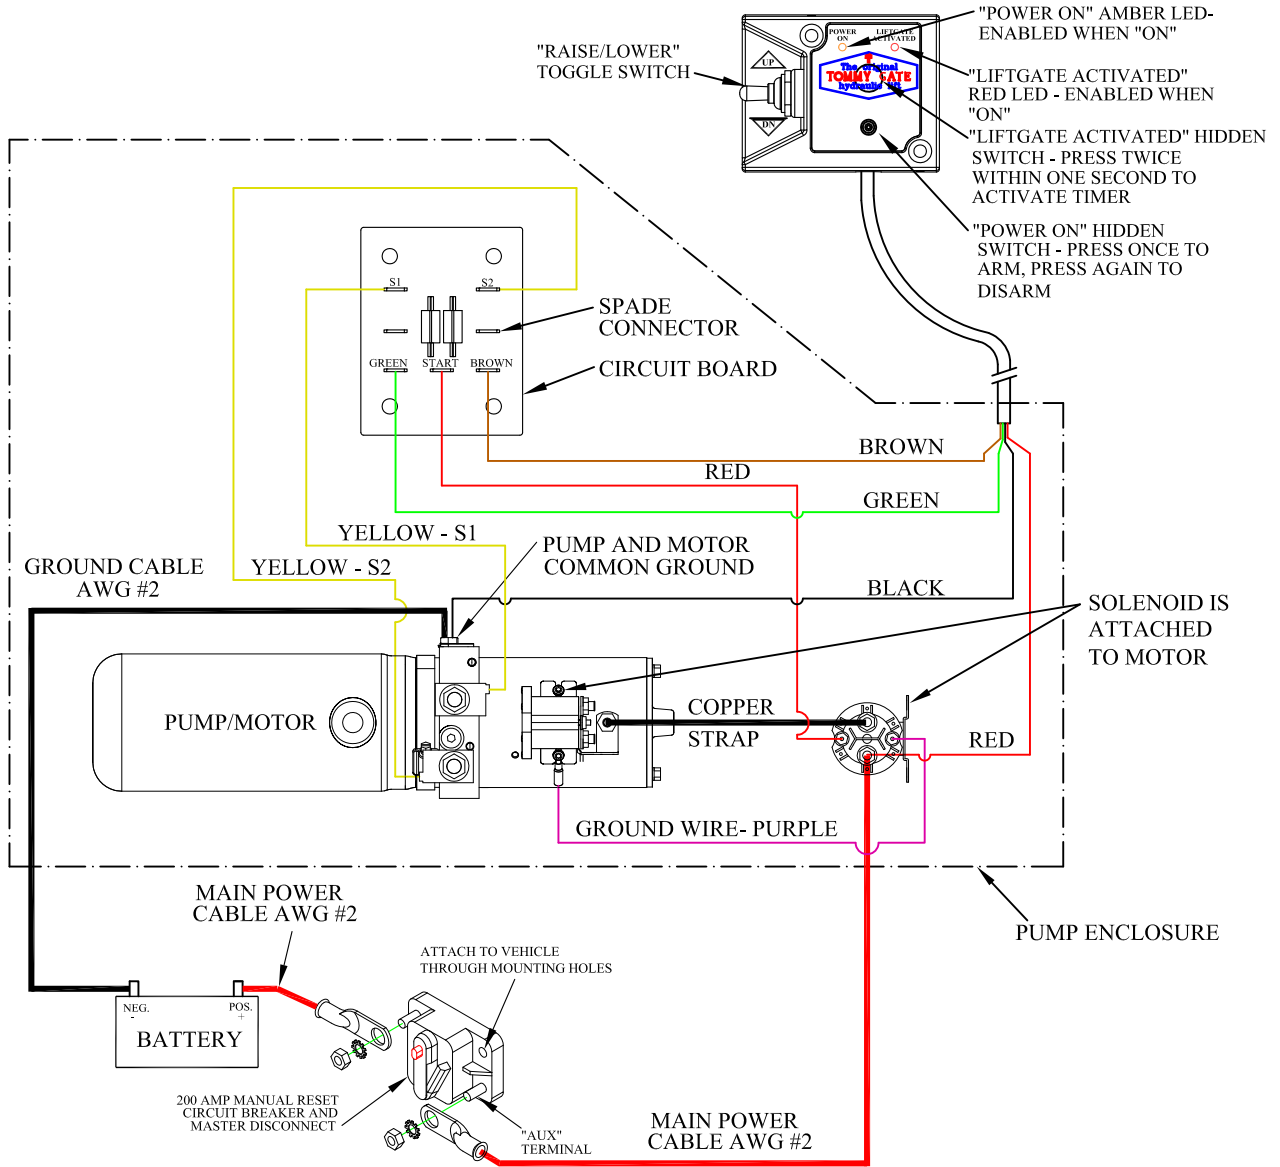 "POWER ON" AMBER LED-
ENABLED WHEN "ON"
"RAISE/LOWER"
TOGGLE SWITCH
POWER
ON
LIFTGATE
ACTIVATED
UP
The original
TOMMY GATE
hydraulic lift
DN
"LIFTGATE ACTIVATED"
RED LED - ENABLED WHEN
"ON"
"LIFTGATE ACTIVATED" HIDDEN
SWITCH - PRESS TWICE
WITHIN ONE SECOND TO
ACTIVATE TIMER
"POWER ON" HIDDEN
SWITCH - PRESS ONCE TO
ARM, PRESS AGAIN TO
DISARM
S1
S2
SPADE
CONNECTOR
GREEN
START
BROWN
CIRCUIT BOARD
BROWN
RED
GREEN
YELLOW - S1
YELLOW - S2
PUMP AND MOTOR
COMMON GROUND
GROUND CABLE
AWG #2
BLACK
SOLENOID IS
ATTACHED
TO MOTOR
PUMP/MOTOR
COPPER
STRAP
RED
GROUND WIRE- PURPLE
MAIN POWER
CABLE AWG #2
PUMP ENCLOSURE
ATTACH TO VEHICLE
THROUGH MOUNTING HOLES
NEG.
-
POS.
+
BATTERY
200 AMP MANUAL RESET
CIRCUIT BREAKER AND
MASTER DISCONNECT
"AUX"
TERMINAL
MAIN POWER
CABLE AWG #2